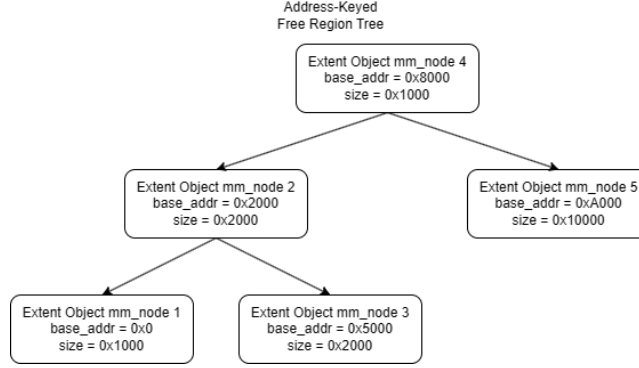 Address-Keyed
Free Region Tree
Extent Object mm_node 4
base_addr = 0x8000
size = 0x1000
Extent Object mm_node 2
base_addr = 0x2000
size = 0x2000
Extent Object mm_node 5
base_addr = 0xA000
size = 0x10000
Extent Object mm_node 1
base_addr = 0x0
size = 0x1000
Extent Object mm_node 3
base_addr = 0x5000
size = 0x2000